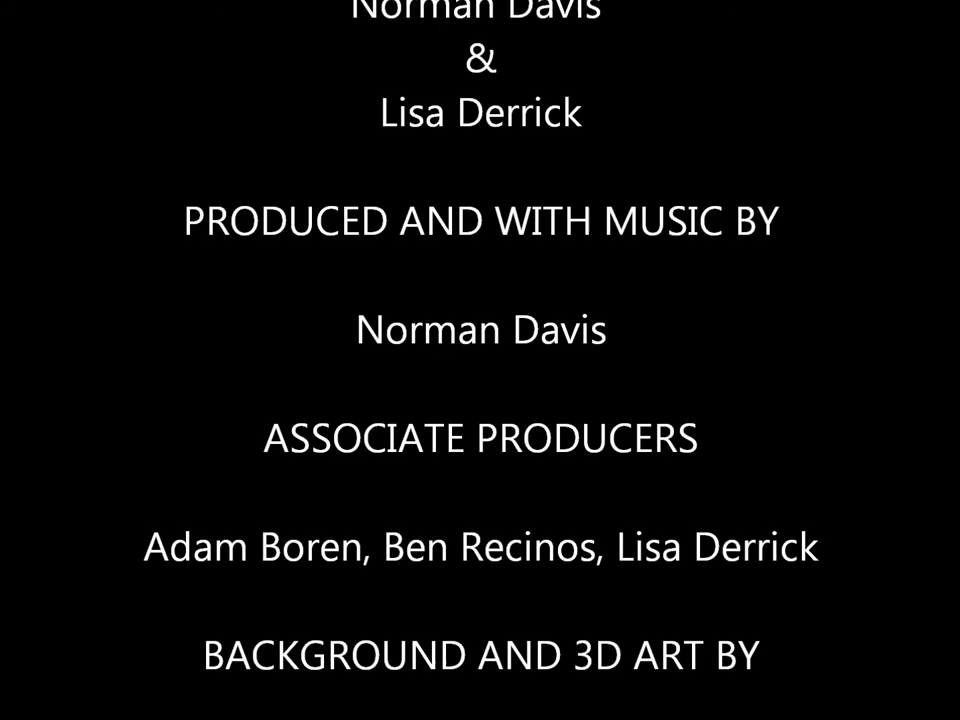 Norman Davis
&
Lisa Derrick
PRODUCED AND WITH MUSIC BY
Norman Davis
ASSOCIATE PRODUCERS
Adam Boren, Ben Recinos, Lisa Derrick
BACKGROUND AND 3D ART BY